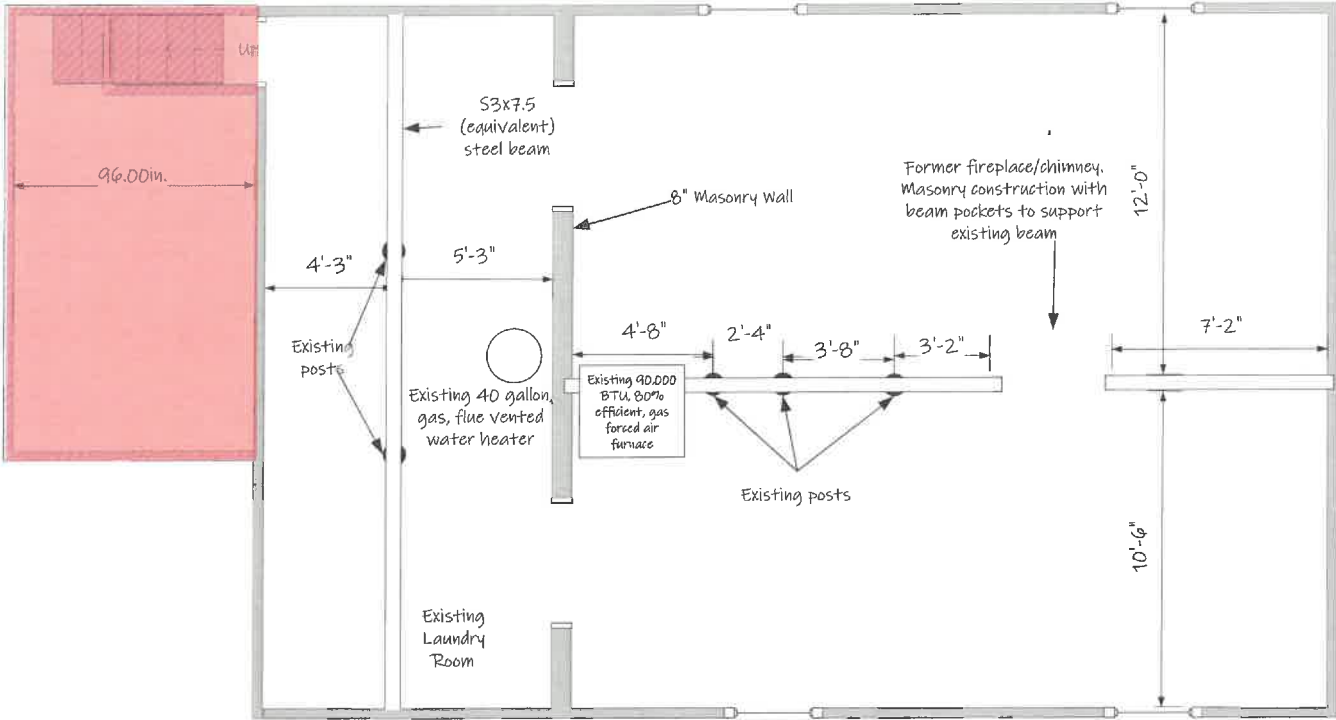 UP
96.00in.
S3x7.5
(equivalent)
steel beam
8" Masonry Wall
Former fireplace/chimney.
Masonry construction with
beam pockets to support
existing beam
12'-0"
4'-3"
5'-3"
4'-8"
2'-4"
3'-8"
3'-2"
7'-2"
Existing
posts
Existing 40 gallon,
gas, flue vented
water heater
Existing 90,000
BTU, 80%
efficient, gas
forced air
furnace
Existing posts
10'-6"
Existing
Laundry
Room